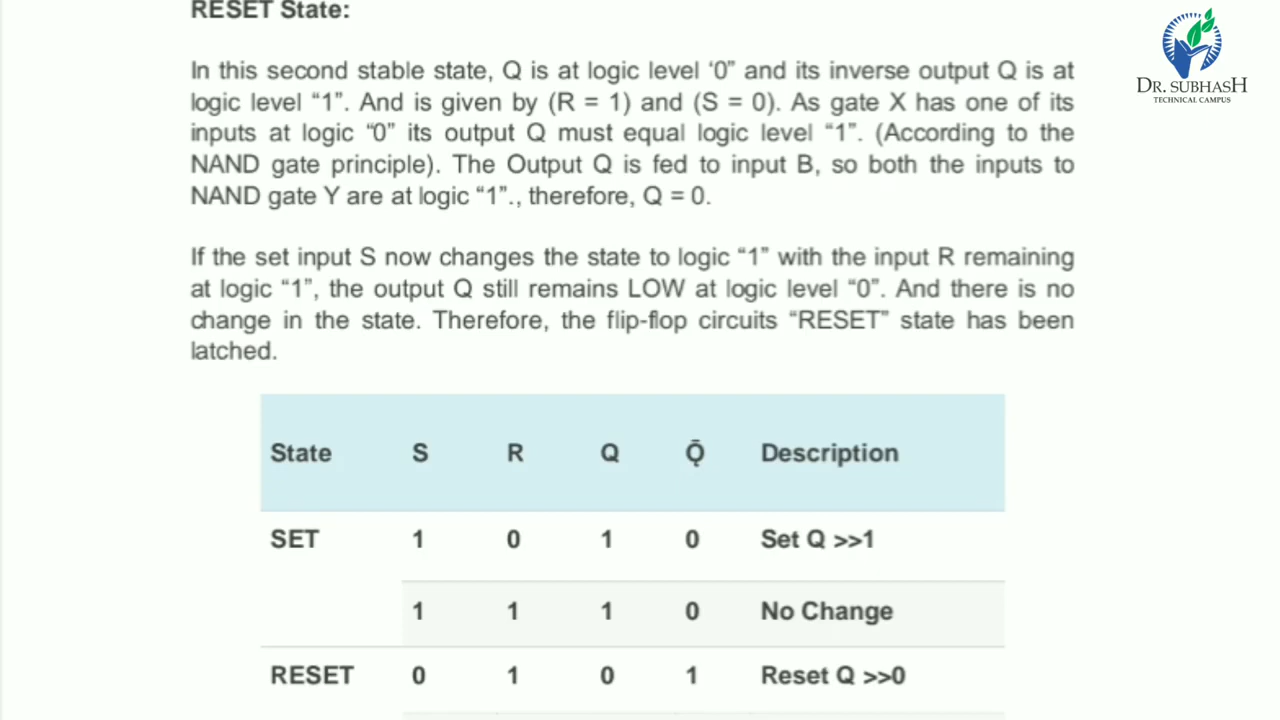 RESET State:
In this second stable state, Q is at logic level ‘0” and its inverse output Q is at
logic level “1”. And is given by (R = 1) and (S = 0). As gate X has one of its
inputs at logic “0” its output Q must equal logic level “1”. (According to the
NAND gate principle). The Output Q is fed to input B, so both the inputs to
NAND gate Y are at logic “1”., therefore, Q = 0.
If the set input S now changes the state to logic “1” with the input R remaining
at logic “1”, the output Q still remains LOW at logic level “0”. And there is no
change in the state. Therefore, the flip-flop circuits “RESET” state has been
latched.
State S R Q Q̄ Description
SET 1 0 1 0 Set Q >>1
1 1 1 0 No Change
RESET 0 1 0 1 Reset Q >>0
DR. SUBHASH
TECHNICAL CAMPUS